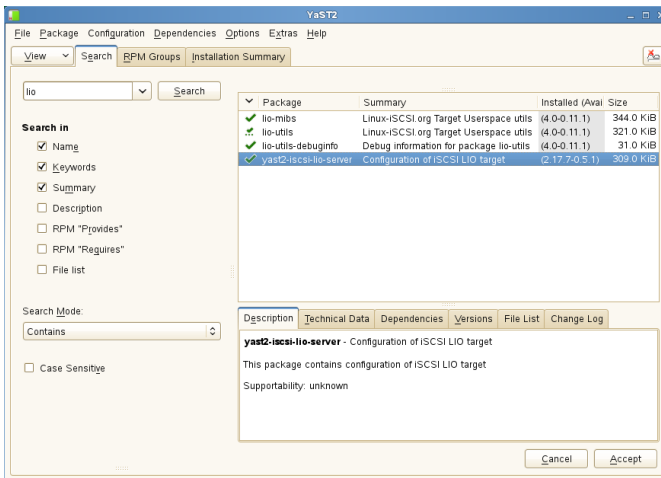 YaST2
File Package Configuration Dependencies Options Extras Help
View Search RPM Groups Installation Summary
lio Search
Search in
Name
Keywords
Summary
Description
RPM "Provides"
RPM "Requires"
File list
Search Mode:
Contains
Case Sensitive
Package Summary Installed (Avai Size
lio-mibs Linux-iSCSI.org Target Userspace utils (4.0-0.11.1) 344.0 KiB
lio-utils Linux-iSCSI.org Target Userspace utils (4.0-0.11.1) 321.0 KiB
lio-utils-debuginfo Debug information for package lio-utils (4.0-0.11.1) 31.0 KiB
yast2-iscsi-lio-server Configuration of iSCSI LIO target (2.17.7-0.5.1) 309.0 KiB
Description Technical Data Dependencies Versions File List Change Log
yast2-iscsi-lio-server - Configuration of iSCSI LIO target
This package contains configuration of iSCSI LIO target
Supportability: unknown
Cancel Accept